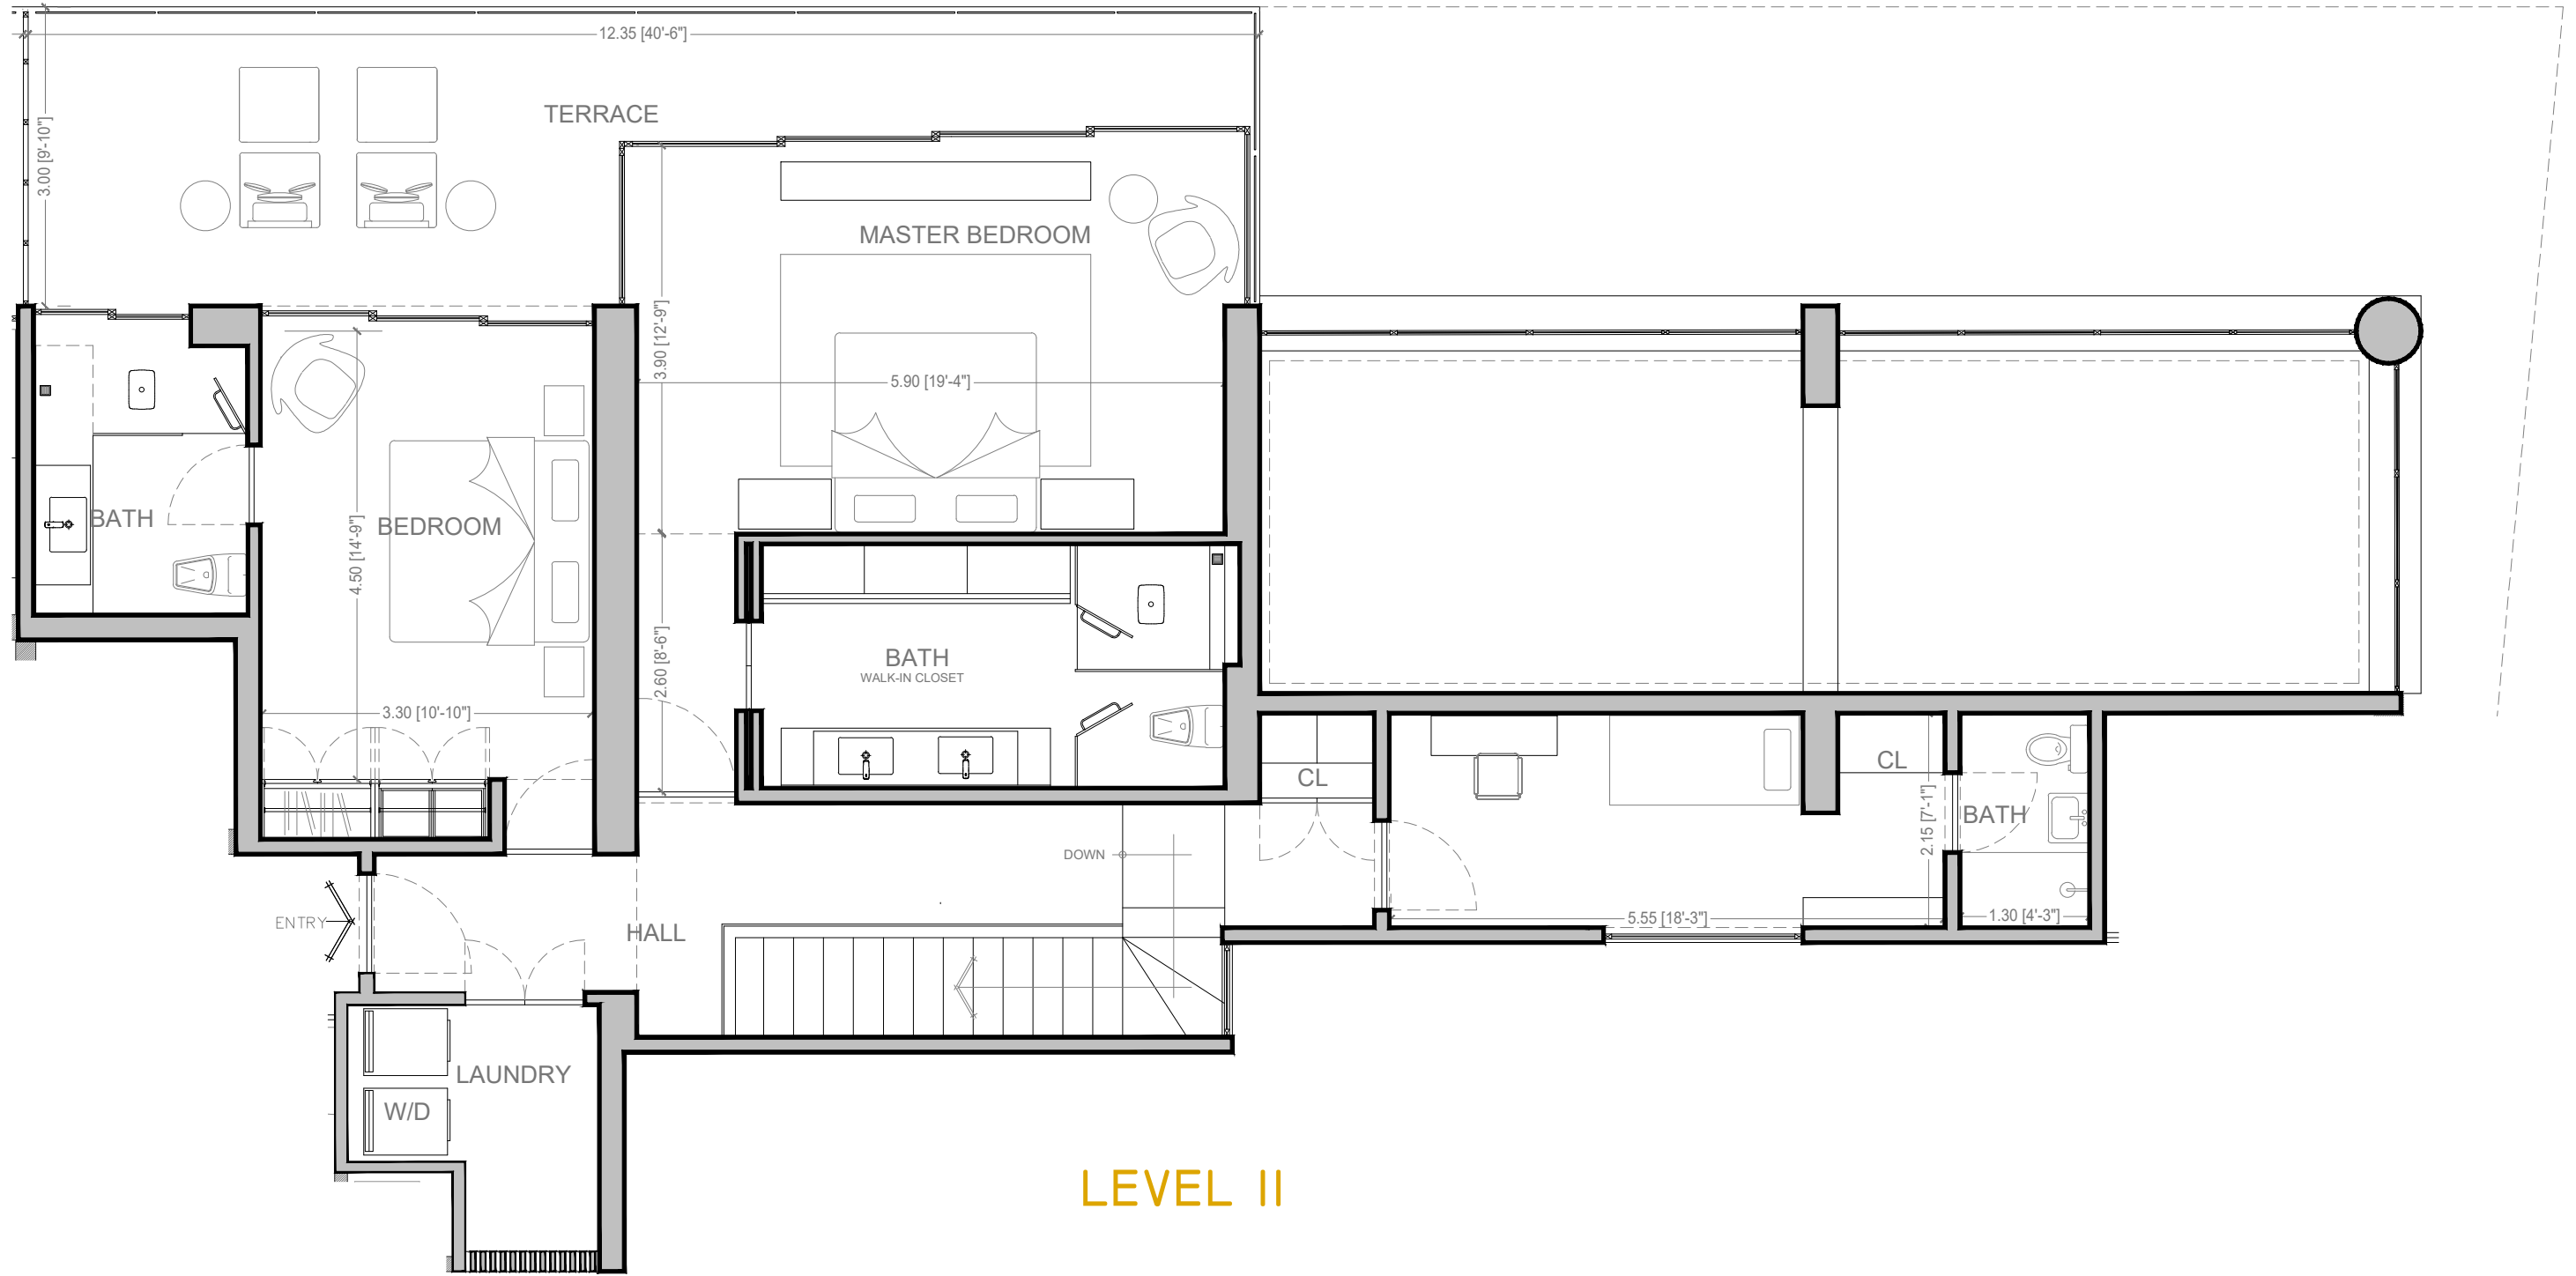 12.35 [40'-6"]
TERRACE
3.00 [9'-10"]
MASTER BEDROOM
3.90 [12'-9"]
5.90 [19'-4"]
BATH
BEDROOM
4.50 [14'-9"]
2.60 [8'-6"]
BATH
WALK-IN CLOSET
3.30 [10'-10"]
CL
CL
BATH
2.15 [7'-1"]
DOWN
ENTRY
HALL
5.55 [18'-3"]
1.30 [4'-3"]
LAUNDRY
W/D
LEVEL II